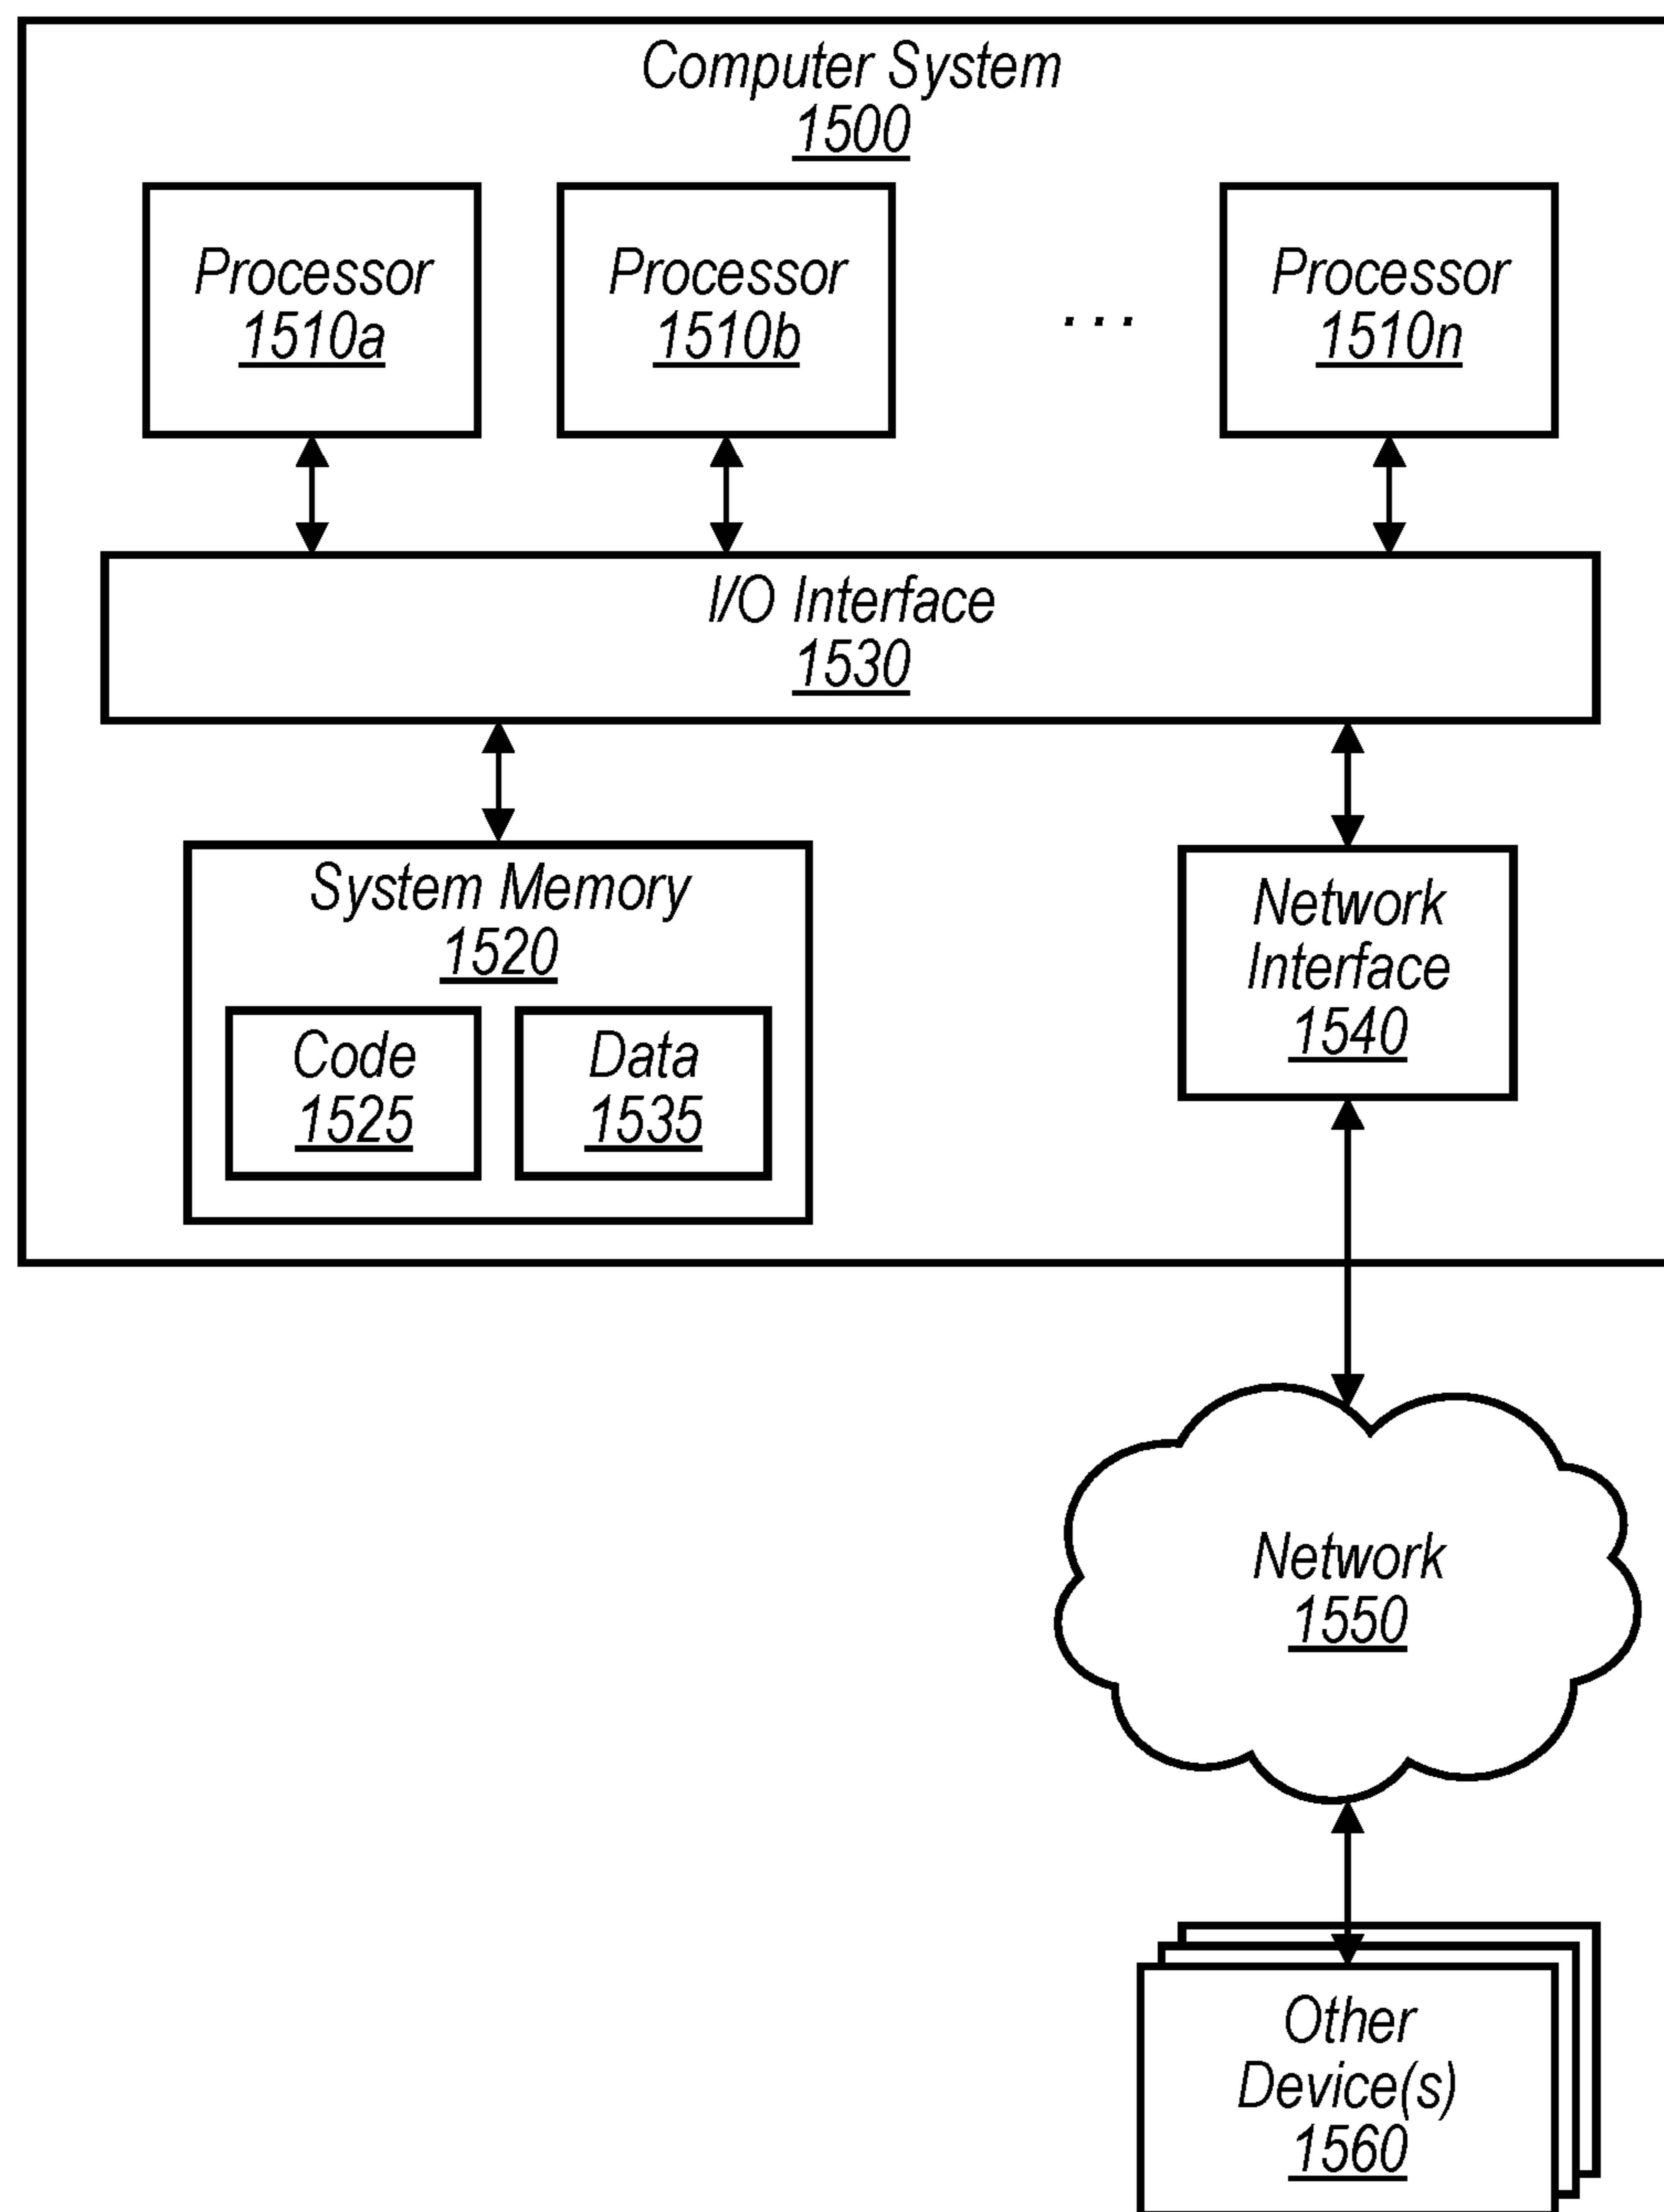 Computer System
1500
Processor
1510a
Processor
1510b
. . .
Processor
1510n
I/O Interface
1530
System Memory
1520
Code
1525
Data
1535
Network
Interface
1540
Network
1550
Other
Device(s)
1560